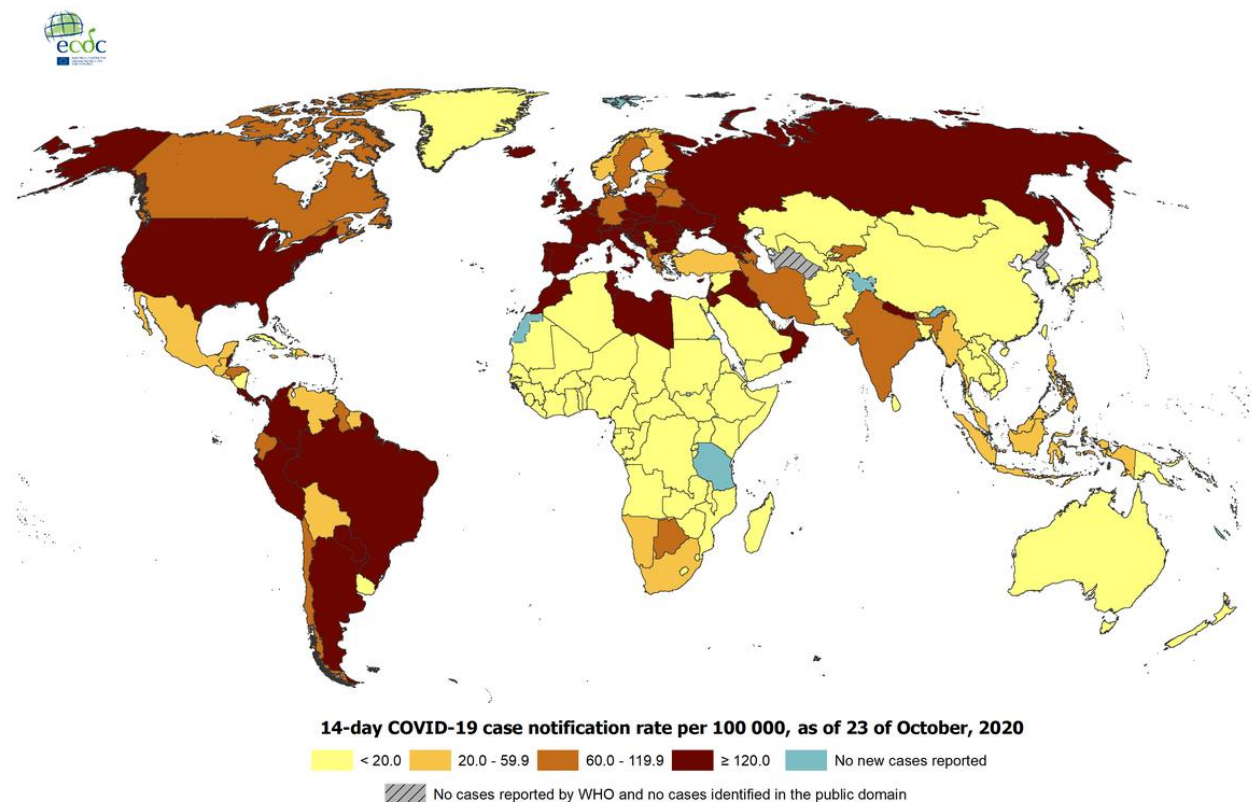 ecdc
14-day COVID-19 case notification rate per 100 000, as of 23 of October, 2020
< 20.0 20.0 - 59.9 60.0 - 119.9 ≥ 120.0 No new cases reported
No cases reported by WHO and no cases identified in the public domain